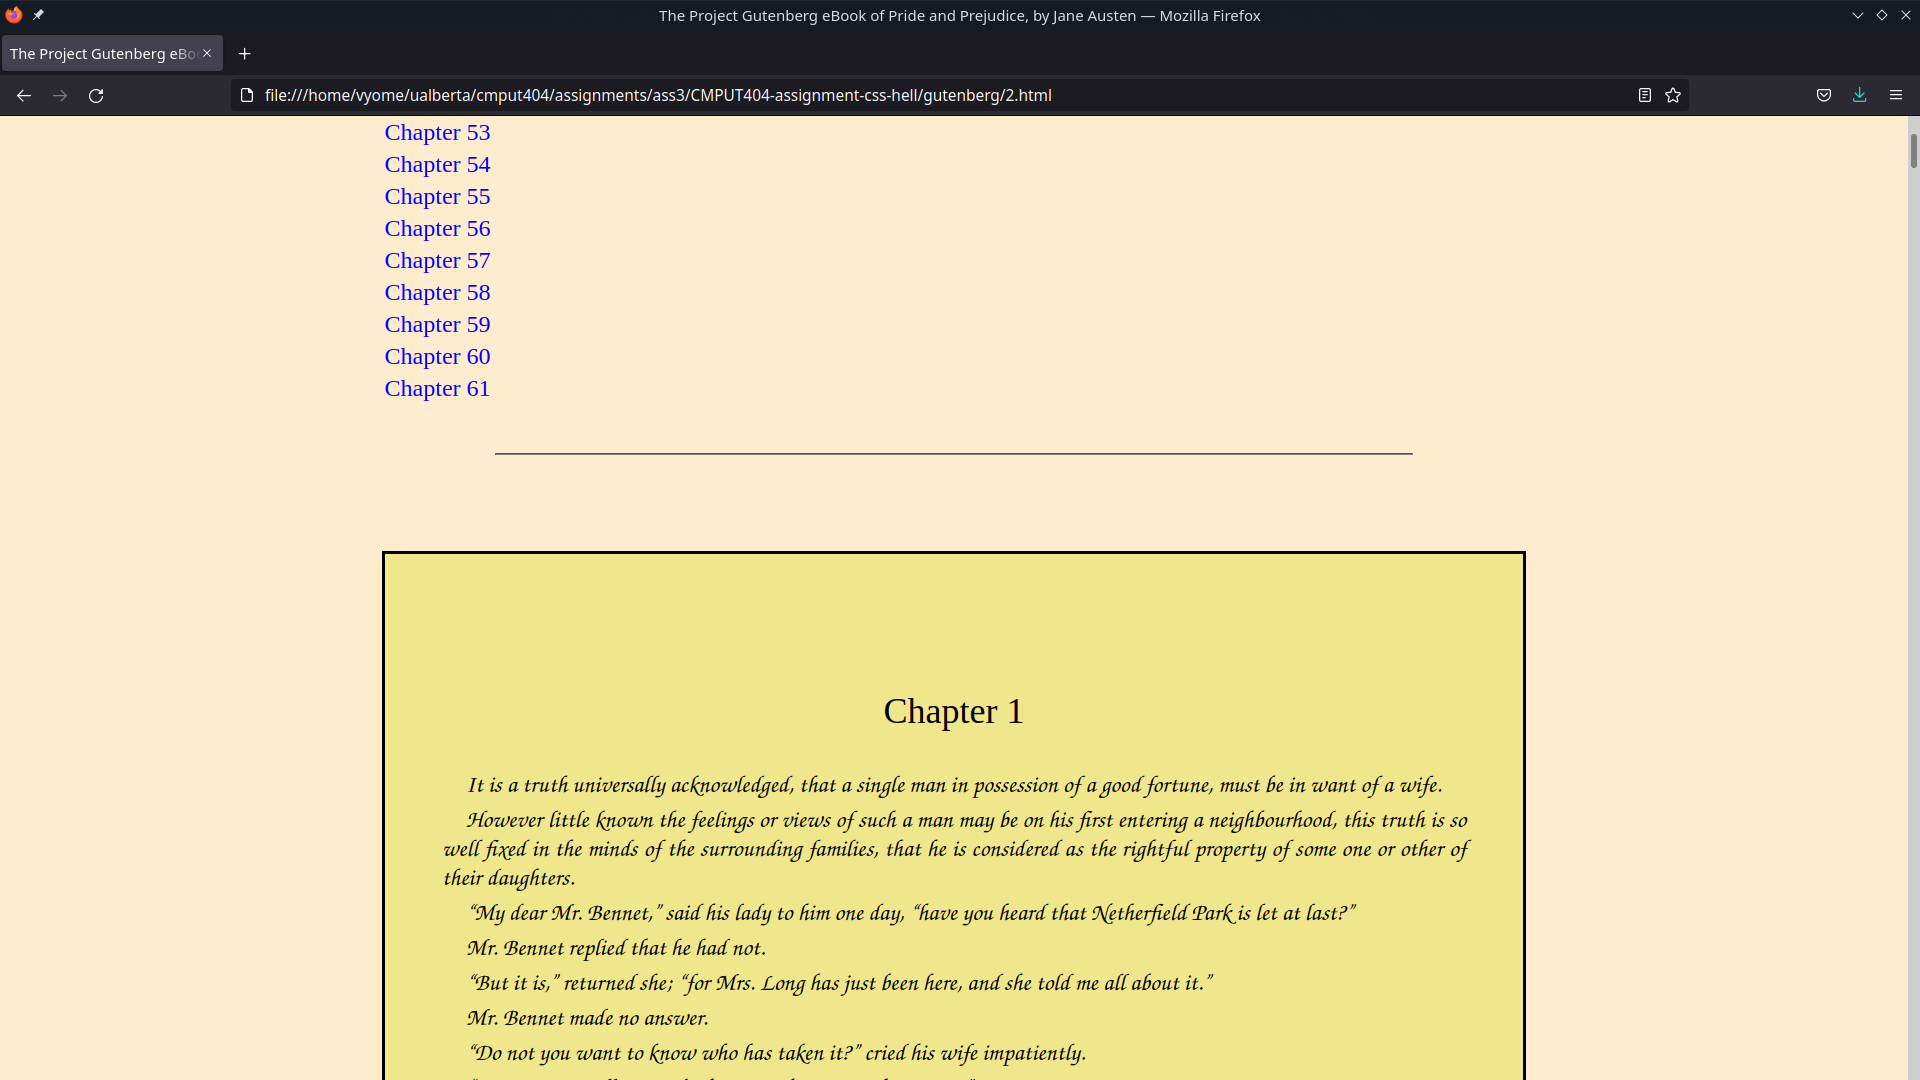 The Project Gutenberg eBook of Pride and Prejudice, by Jane Austen — Mozilla Firefox
The Project Gutenberg eBo
file:///home/vyome/ualberta/cmput404/assignments/ass3/CMPUT404-assignment-css-hell/gutenberg/2.html
Chapter 53
Chapter 54
Chapter 55
Chapter 56
Chapter 57
Chapter 58
Chapter 59
Chapter 60
Chapter 61
Chapter 1
It is a truth universally acknowledged, that a single man in possession of a good fortune, must be in want of a wife.
However little known the feelings or views of such a man may be on his first entering a neighbourhood, this truth is so
well fixed in the minds of the surrounding families, that he is considered as the rightful property of some one or other of
their daughters.
“My dear Mr. Bennet,” said his lady to him one day, “have you heard that Netherfield Park is let at last?”
Mr. Bennet replied that he had not.
“But it is,” returned she; “for Mrs. Long has just been here, and she told me all about it.”
Mr. Bennet made no answer.
“Do not you want to know who has taken it?” cried his wife impatiently.